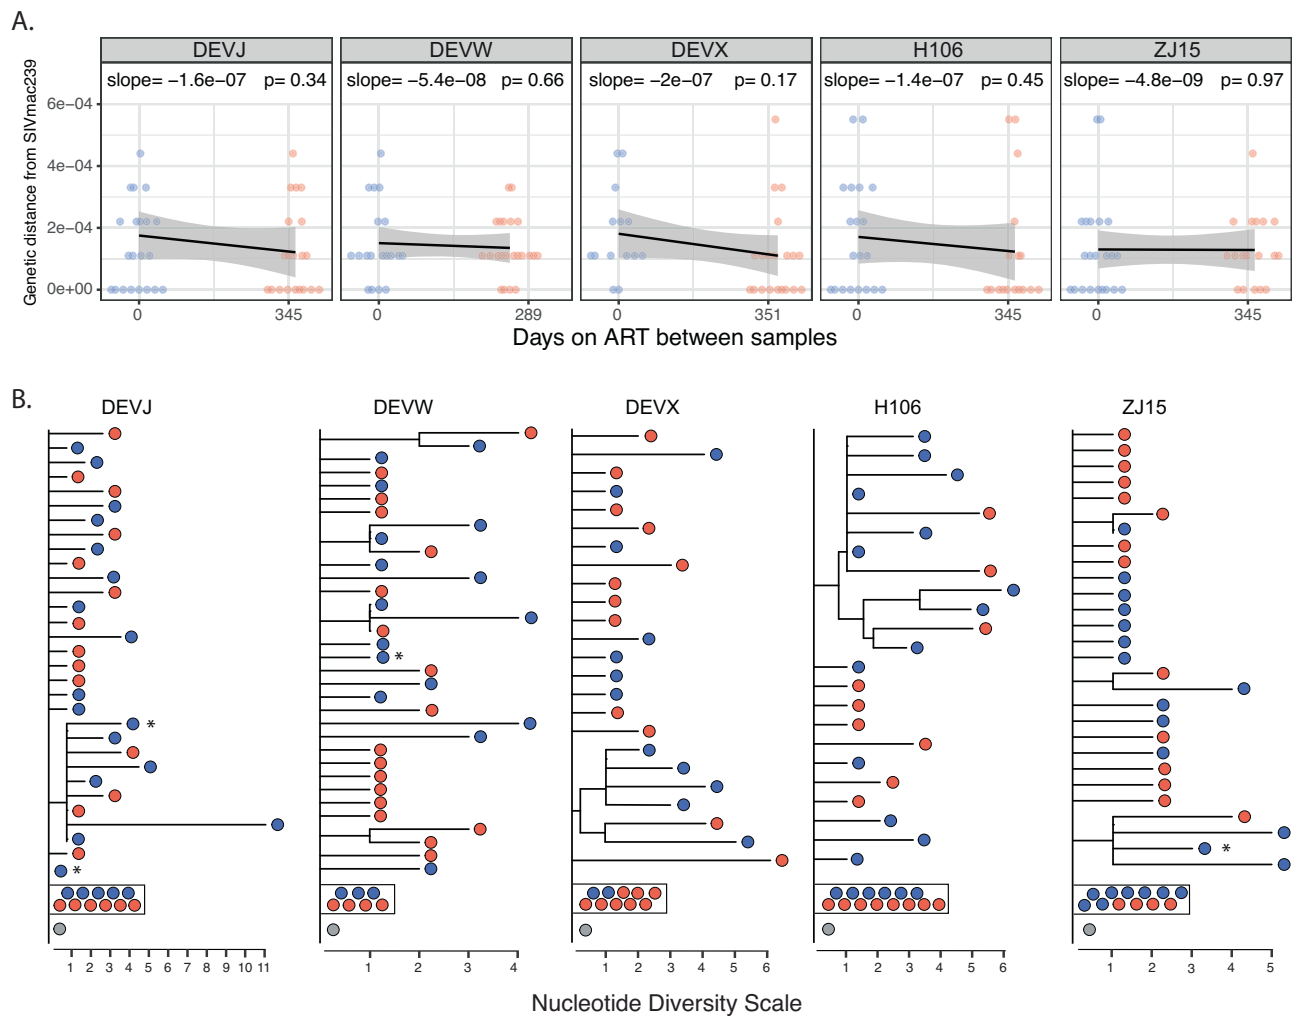 A.
DEVJ DEVW DEVX H106 ZJ15
slope= −1.6e−07 p= 0.34 slope= −5.4e−08 p= 0.66 slope= −2e−07 p= 0.17 slope= −1.4e−07 p= 0.45 slope= −4.8e−09 p= 0.97
Genetic distance from SIVmac239
6e−04
4e−04
2e−04
0e+00
0 345 0 289 0 351 0 345 0 345
Days on ART between samples
B.
DEVJ DEVW DEVX H106 ZJ15
*
*
*
*
1 2 3 4 5 6 7 8 9 10 11 1 2 3 4 1 2 3 4 5 6 1 2 3 4 5 6 1 2 3 4 5
Nucleotide Diversity Scale